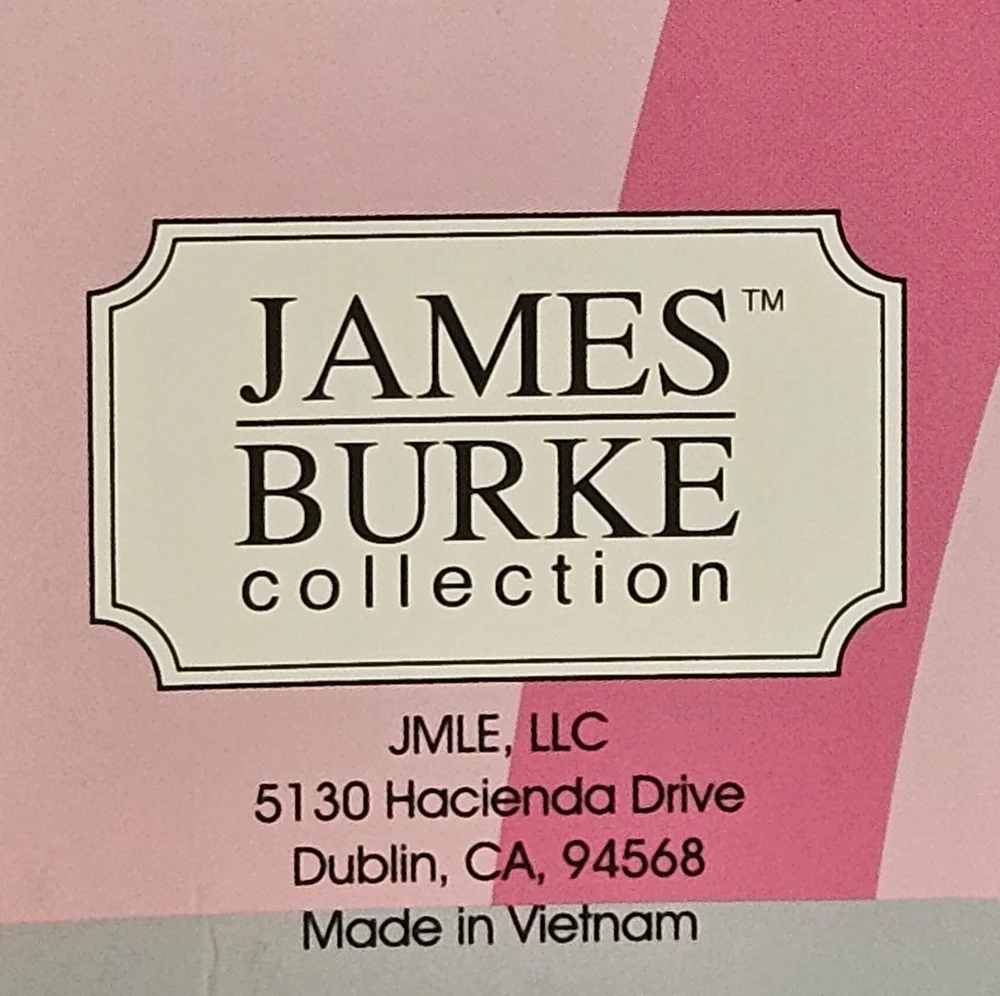 JAMES™
BURKE
collection
JMLE, LLC
5130 Hacienda Drive
Dublin, CA, 94568
Made in Vietnam